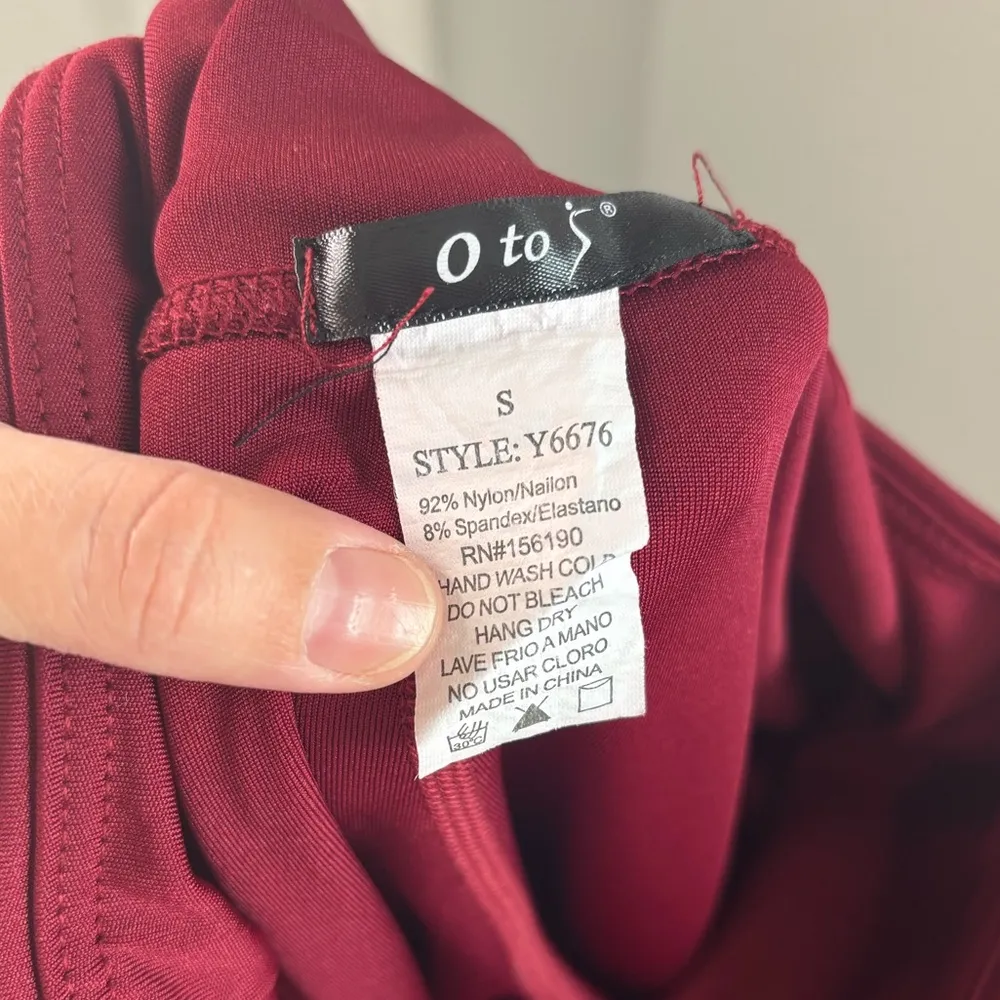 O to 5®
S
STYLE: Y6676
92% Nylon/Nailon
8% Spandex/Elastano
RN#156190
HAND WASH COLD
DO NOT BLEACH
HANG DRY
LAVE FRIO A MANO
NO USAR CLORO
MADE IN CHINA
30°C